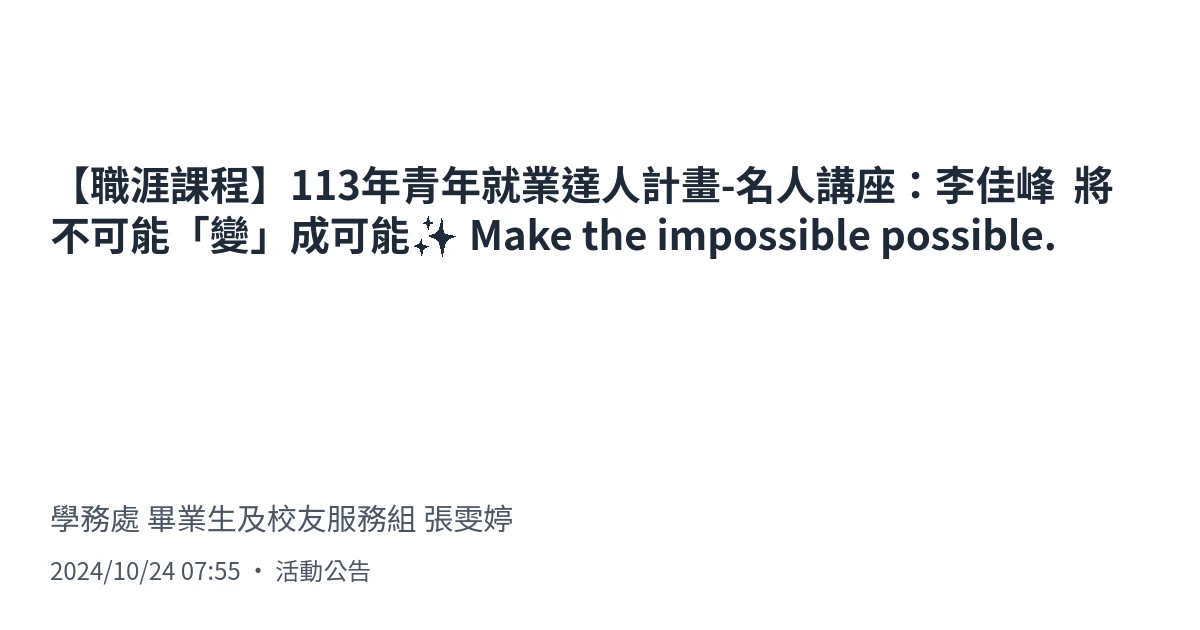 【職涯課程】113年青年就業達人計畫-名人講座：李佳峰  將
不可能「變」成可能✨ Make the impossible possible.
學務處 畢業生及校友服務組 張雯婷
2024/10/24 07:55 ・ 活動公告